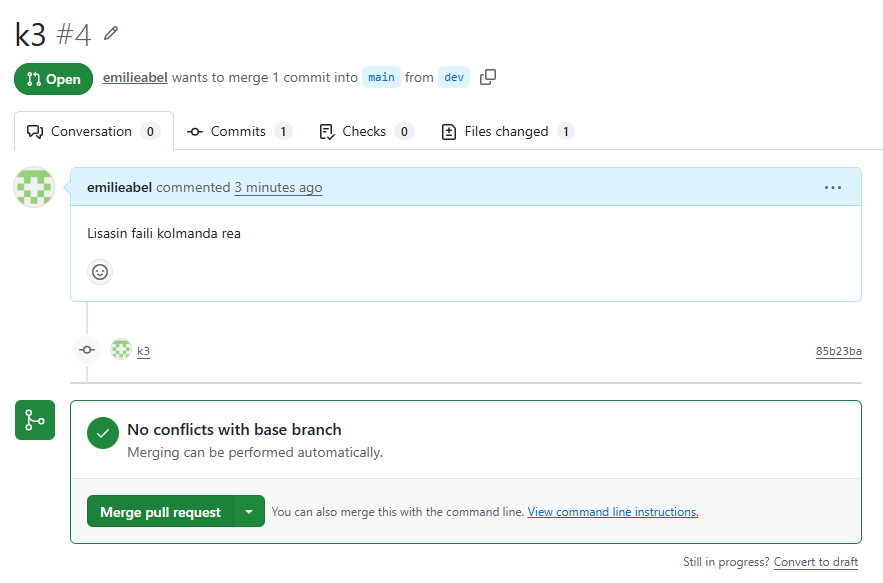 k3 #4
Open emilieabel wants to merge 1 commit into main from dev
Conversation 0 Commits 1 Checks 0 Files changed 1
emilieabel commented 3 minutes ago
Lisasin faili kolmanda rea
k3 85b23ba
No conflicts with base branch
Merging can be performed automatically.
Merge pull request You can also merge this with the command line. View command line instructions.
Still in progress? Convert to draft